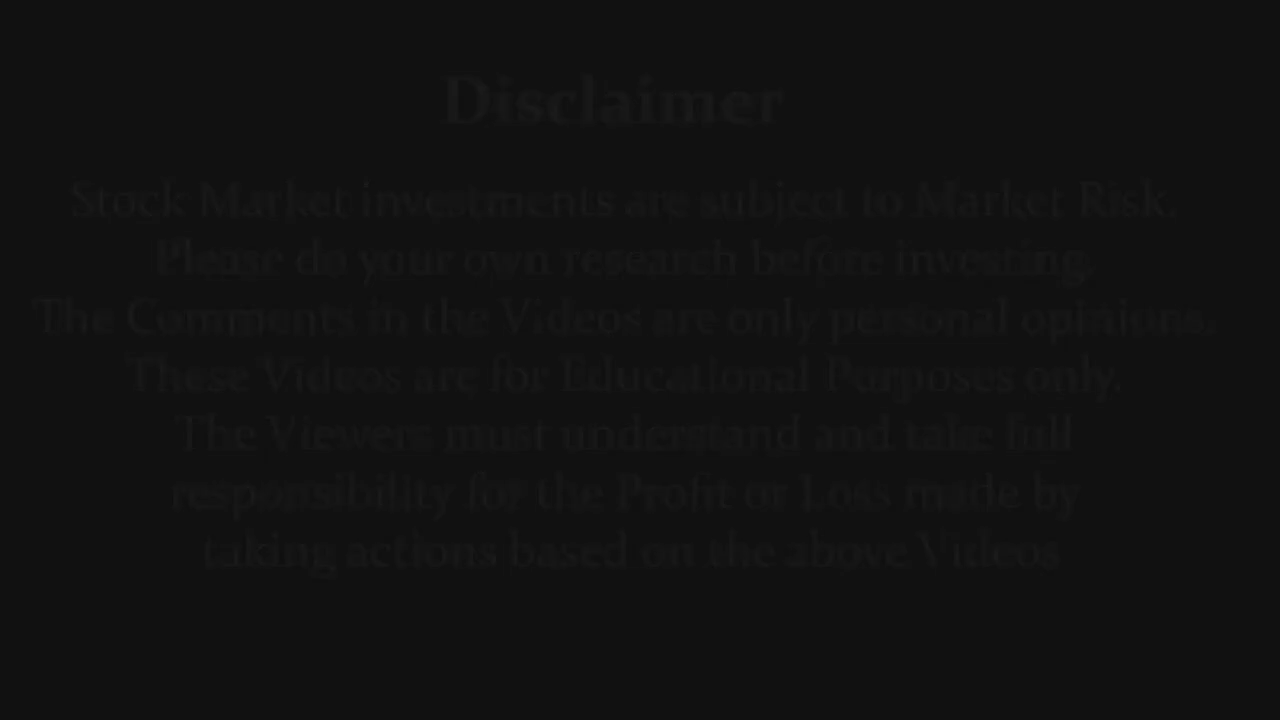 Disclaimer
Stock Market investments are subject to Market Risk.
Please do your own research before investing.
The Comments in the Videos are only personal opinions.
These Videos are for Educational Purposes only.
The Viewers must understand and take full
responsibility for the Profit or Loss made by
taking actions based on the above Videos